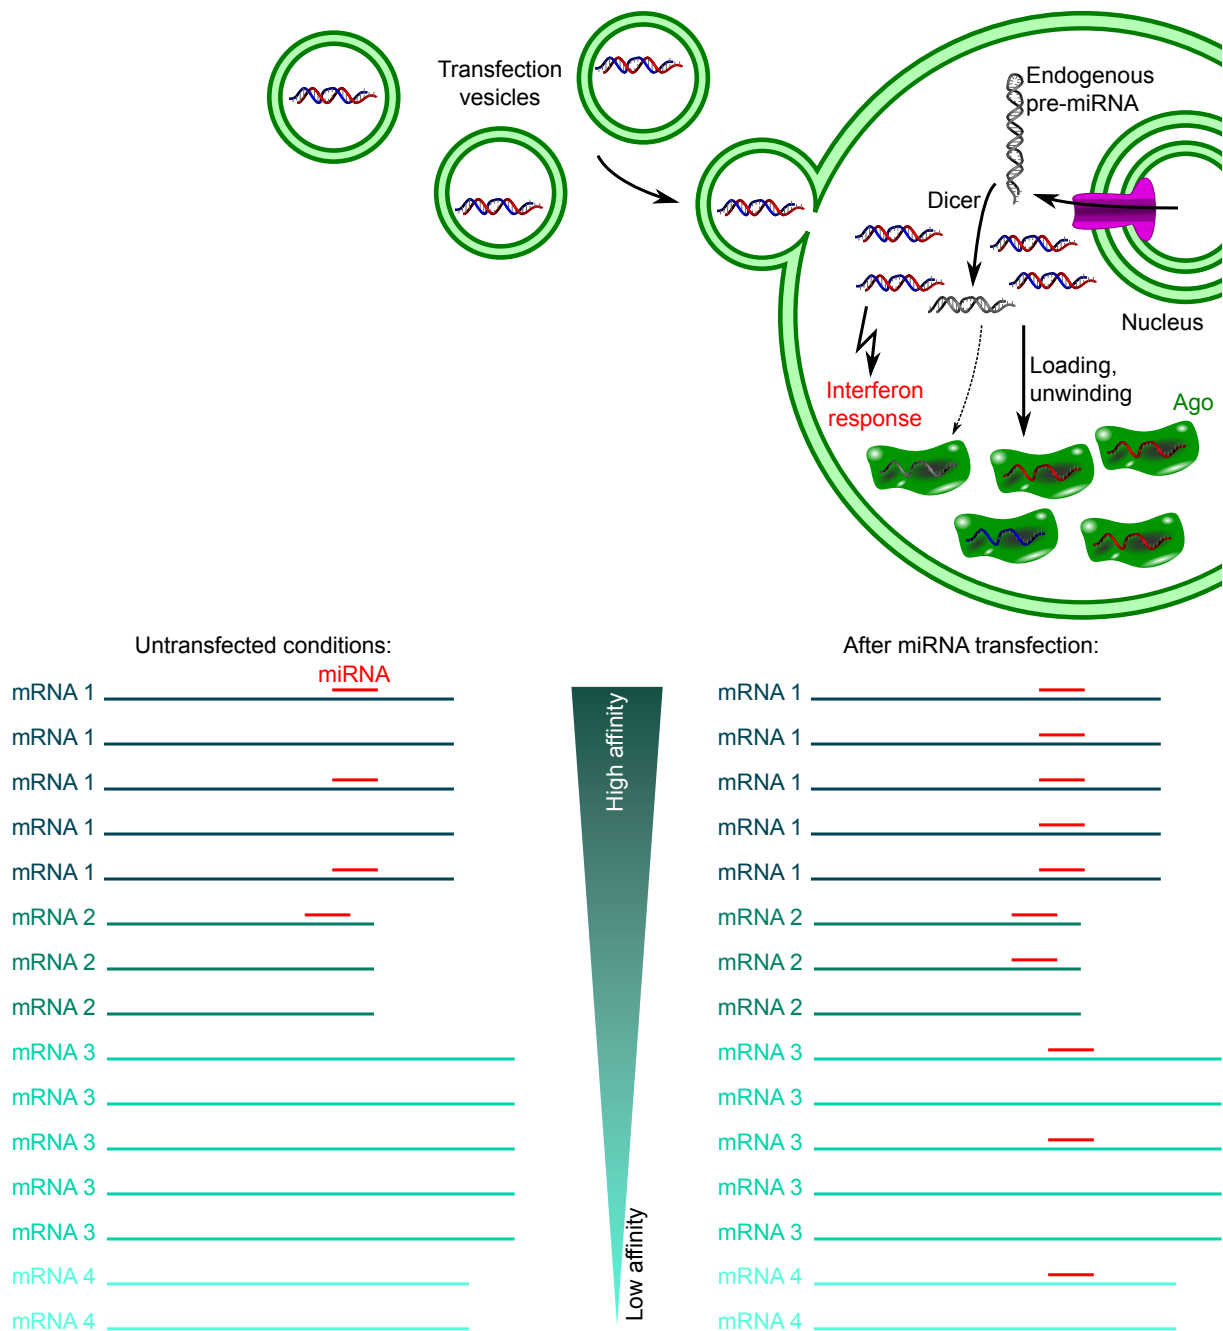 Transfection
vesicles
Endogenous
pre-miRNA
Dicer
Nucleus
Loading,
unwinding
Interferon
response
Ago
Untransfected conditions:
miRNA
mRNA 1
mRNA 1
mRNA 1
mRNA 1
mRNA 1
mRNA 2
mRNA 2
mRNA 2
mRNA 3
mRNA 3
mRNA 3
mRNA 3
mRNA 3
mRNA 4
mRNA 4
High affinity
Low affinity
After miRNA transfection:
mRNA 1
mRNA 1
mRNA 1
mRNA 1
mRNA 1
mRNA 2
mRNA 2
mRNA 2
mRNA 3
mRNA 3
mRNA 3
mRNA 3
mRNA 3
mRNA 4
mRNA 4